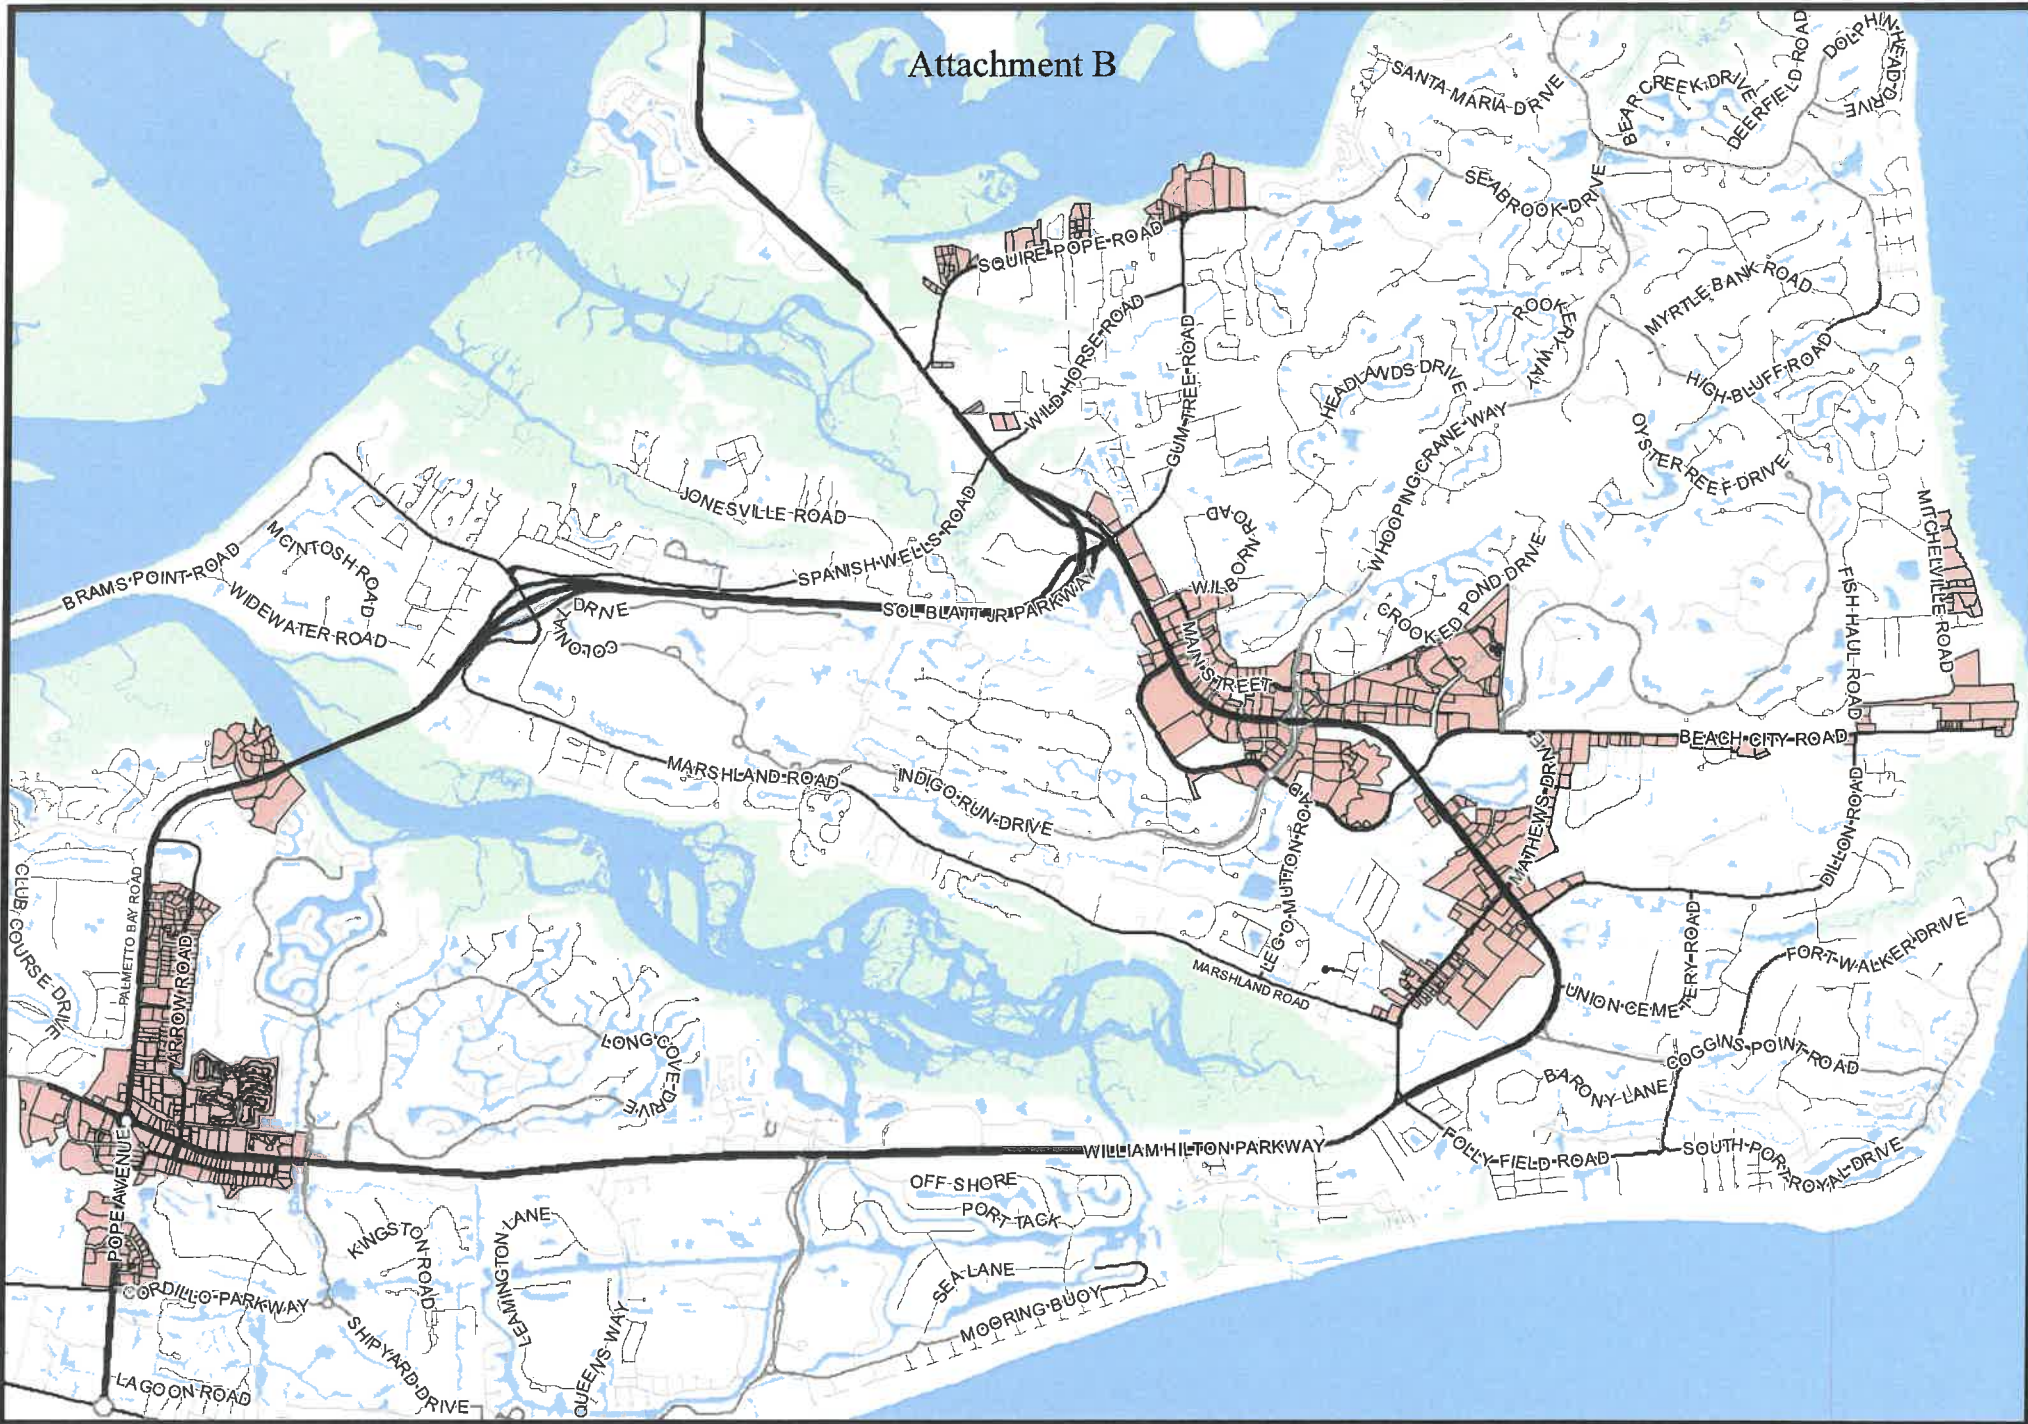 Attachment B
SANTA MARIA DRIVE
BEAR CREEK DRIVE
DEERFIELD ROAD
DOLPHIN HEAD DRIVE
SEABROOK DRIVE
SQUIRE POPE ROAD
WILD HORSE ROAD
GUM TREE ROAD
ROOKERY WAY
MYRTLE BANK ROAD
HIGH BLUFF ROAD
HEADLANDS DRIVE
WHOOPING CRANE WAY
OYSTER REEF DRIVE
JONESVILLE ROAD
SPANISH WELLS ROAD
WILBORN ROAD
MITCHELVILLE ROAD
FISH HAUL ROAD
BRAMS POINT ROAD
MCINTOSH ROAD
WIDEWATER ROAD
COLONIAL DRIVE
SOL BLATT JR PARKWAY
CROOKED POND DRIVE
MAIN STREET
BEACH CITY ROAD
MARSHLAND ROAD
INDIGO RUN DRIVE
MATHEWS DRIVE
DILLON ROAD
LEG O MUTTON ROAD
CLUB COURSE DRIVE
PALMETTO BAY ROAD
ARROW ROAD
MARSHLAND ROAD
UNION CEMETERY ROAD
FORT WALKER DRIVE
LONG COVE DRIVE
COGGINS POINT ROAD
BARONY LANE
WILLIAM HILTON PARKWAY
FOLLY FIELD ROAD
SOUTH PORT ROYAL DRIVE
POPE AVENUE
OFF SHORE
PORT TACK
KINGSTON ROAD
LEAMINGTON LANE
SEA LANE
MOORING BUOY
CORDILLO PARKWAY
SHIPYARD DRIVE
QUEENS WAY
LAGOON ROAD